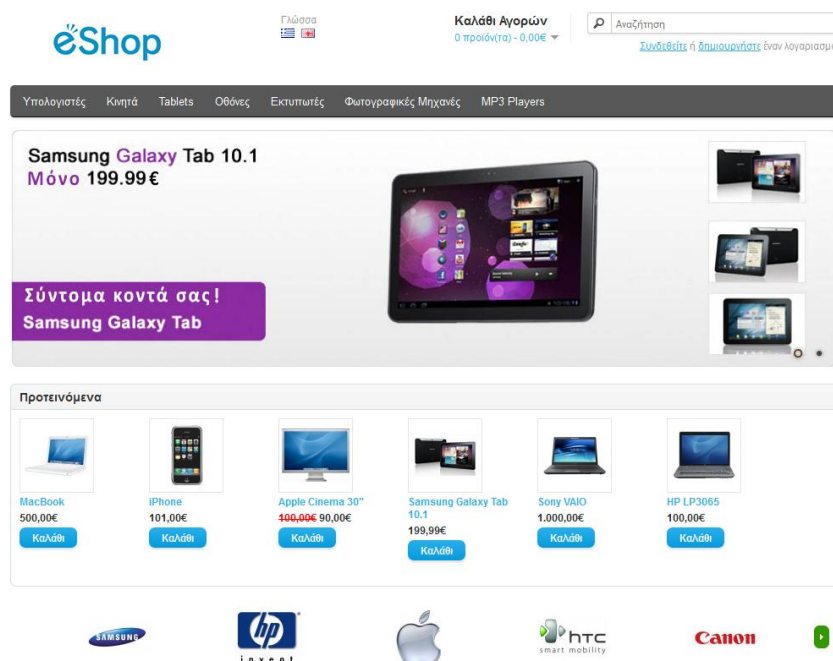 ëShop
Γλώσσα
Καλάθι Αγορών
0 προϊόν(τα) - 0,00€
Αναζήτηση
Συνδεθείτε ή δημιουργήστε έναν λογαριασμό
Υπολογιστές Κινητά Tablets Οθόνες Εκτυπωτές Φωτογραφικές Μηχανές MP3 Players
Samsung Galaxy Tab 10.1
Μόνο 199.99€
Σύντομα κοντά σας!
Samsung Galaxy Tab
Προτεινόμενα
MacBook
500,00€
Καλάθι
iPhone
101,00€
Καλάθι
Apple Cinema 30"
100,00€ 90,00€
Καλάθι
Samsung Galaxy Tab
10.1
199,99€
Καλάθι
Sony VAIO
1.000,00€
Καλάθι
HP LP3065
100,00€
Καλάθι
SAMSUNG
hp
invent
hTC
smart mobility
Canon